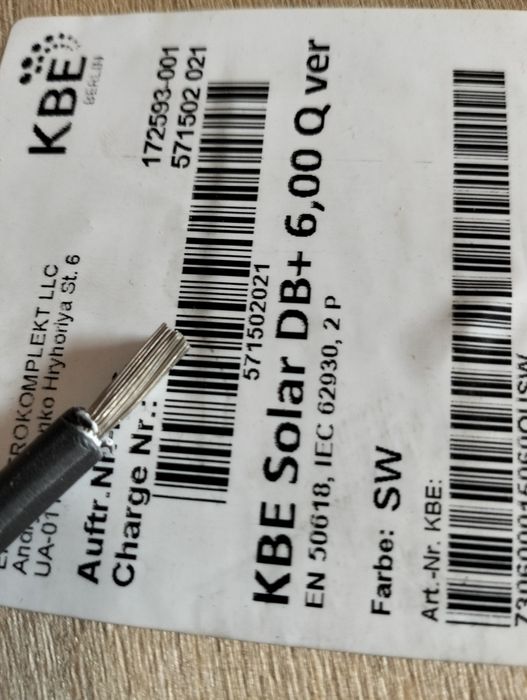 KBE
BERLIN
172593-001
571502 021
ROKOMPLEKT LLC
nko Hryhoriya St. 6
UA-01
Auftr.Nr
Charge Nr.:
571502021
KBE Solar DB+ 6,00 Q ver
EN 50618, IEC 62930, 2 P
Farbe: SW
Art.-Nr. KBE: